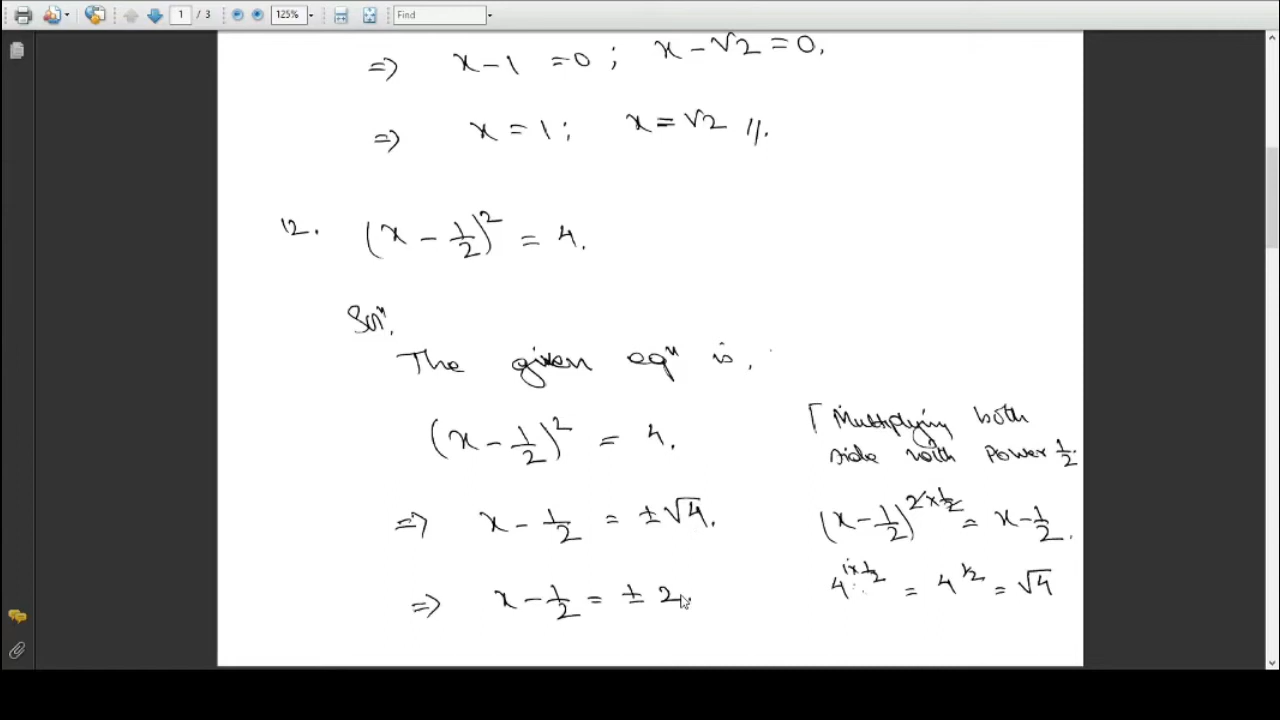 1 / 3 125% Find
=> x - 1 = 0 ; x - √2 = 0.
=> x = 1 ; x = √2 //.
12. (x - 1/2)² = 4.
Solⁿ.
The given eqⁿ is,
(x - 1/2)² = 4.
=> x - 1/2 = ± √4.
=> x - 1/2 = ± 2.
[ Multiplying both
side with power 1/2.
(x - 1/2)^(2 x 1/2) = x - 1/2.
4^(1 x 1/2) = 4^(1/2) = √4